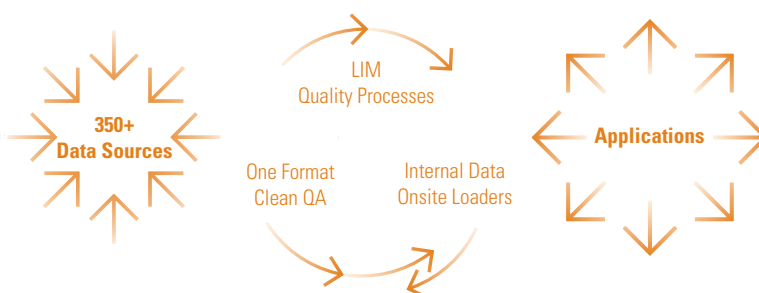 350+
Data Sources
LIM
Quality Processes
One Format
Clean QA
Internal Data
Onsite Loaders
Applications